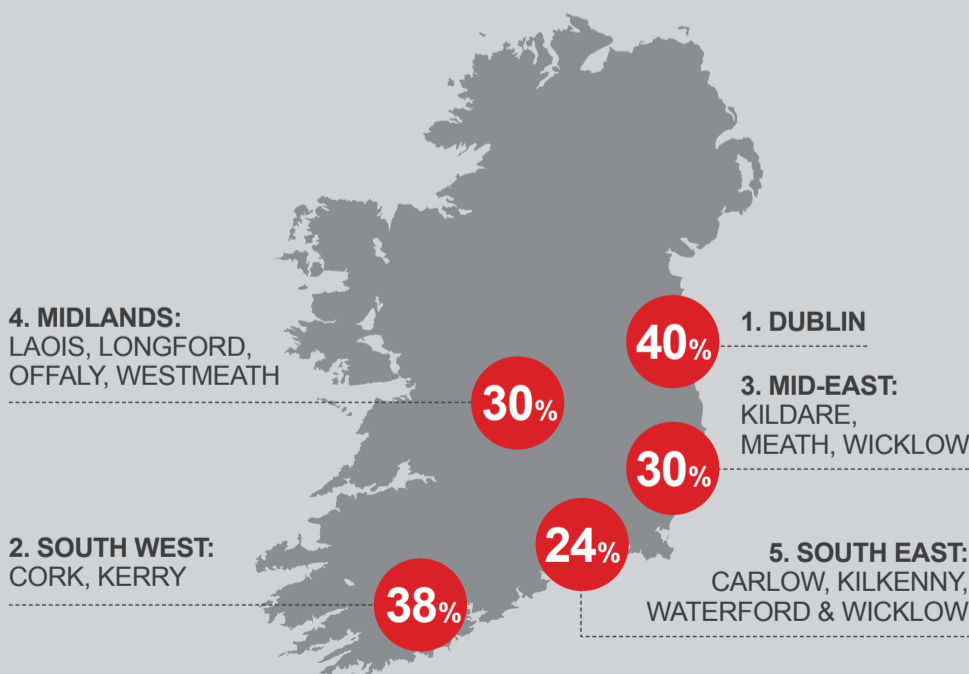 1. DUBLIN
40%
4. MIDLANDS:
LAOIS, LONGFORD,
OFFALY, WESTMEATH
30%
3. MID-EAST:
KILDARE,
MEATH, WICKLOW
30%
2. SOUTH WEST:
CORK, KERRY
38%
24%
5. SOUTH EAST:
CARLOW, KILKENNY,
WATERFORD & WICKLOW